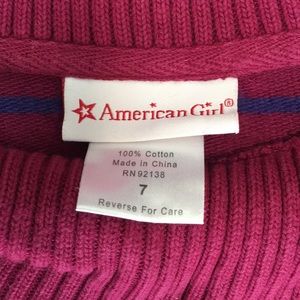 American Girl®
100% Cotton
Made in China
RN 92138
7
Reverse For Care